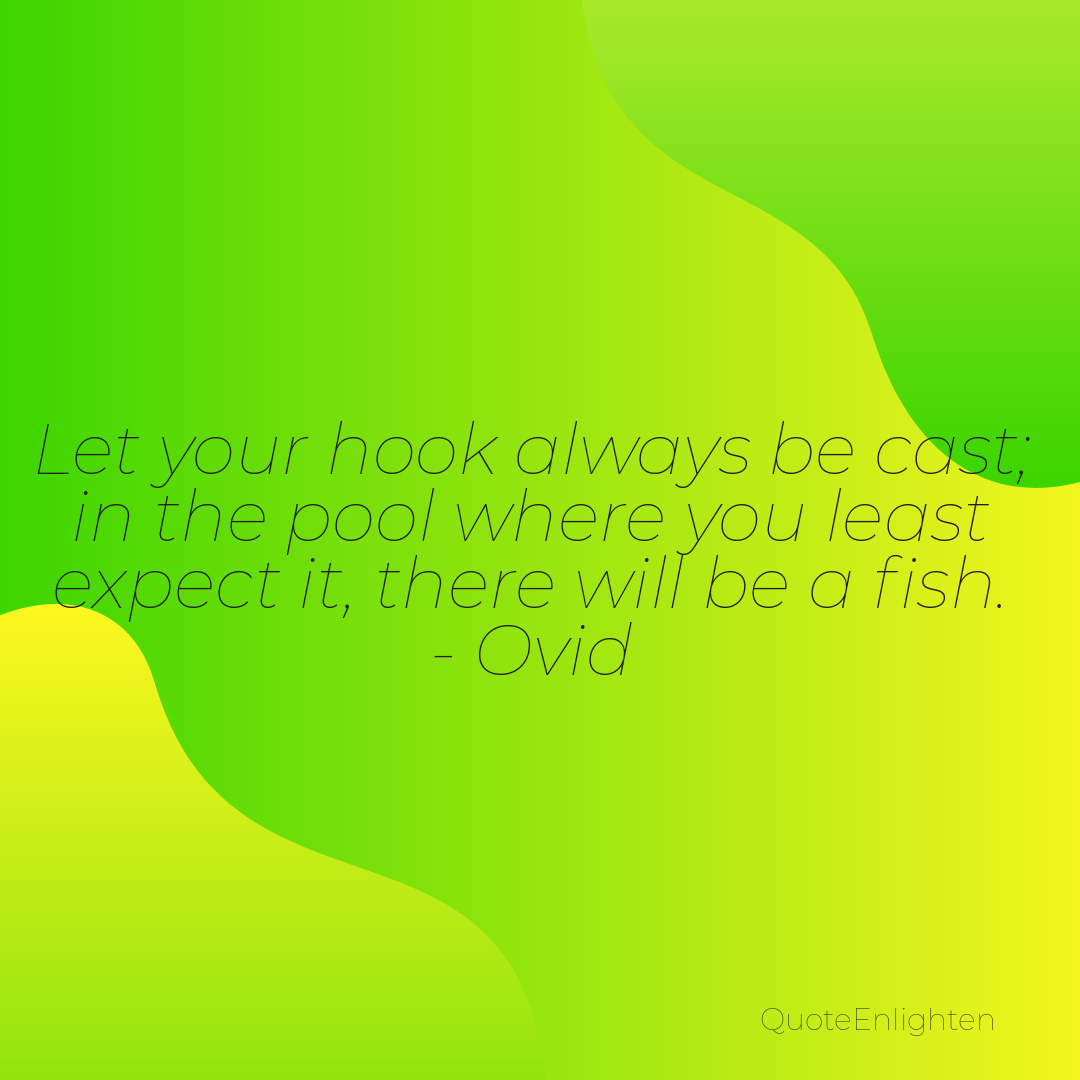 Let your hook always be cast;
in the pool where you least
expect it, there will be a fish.
- Ovid
QuoteEnlighten